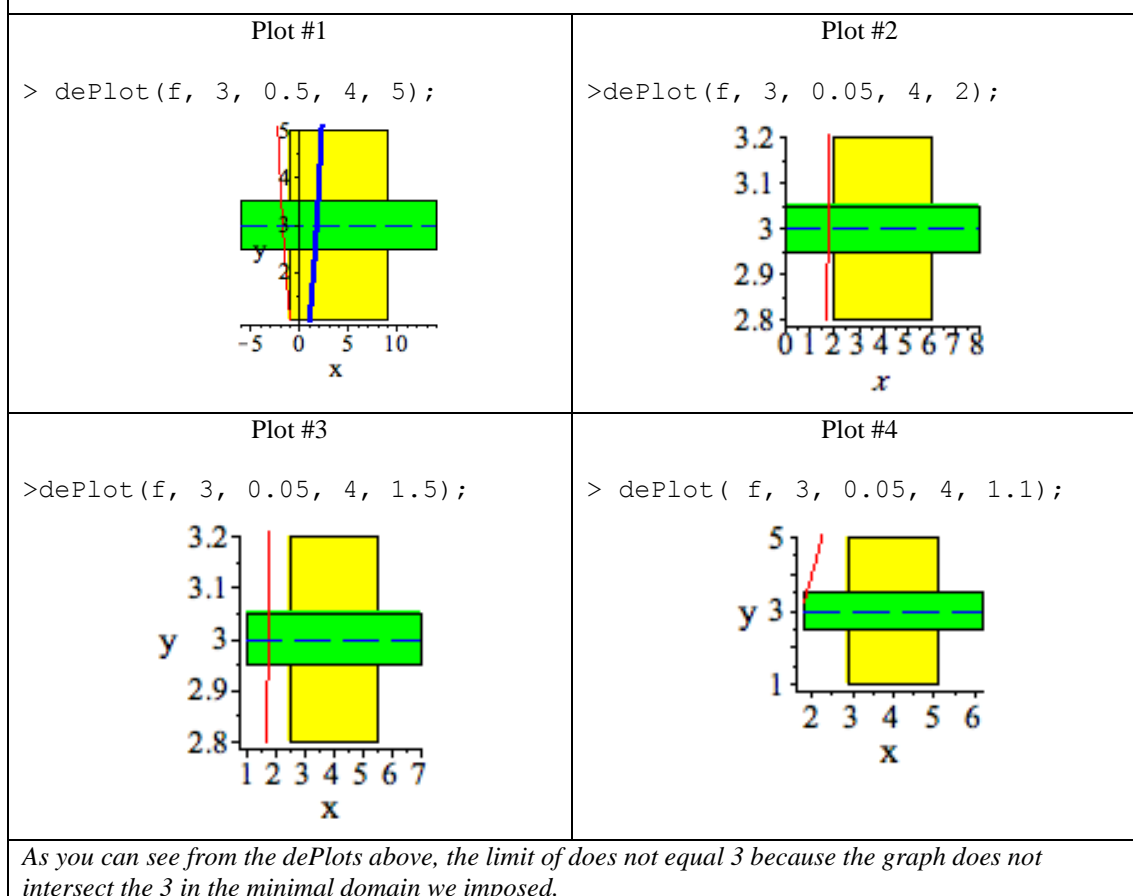 Plot #1
> dePlot(f, 3, 0.5, 4, 5);
5
4
3
y
2
-5 0 5 10
x
Plot #2
>dePlot(f, 3, 0.05, 4, 2);
3.2
3.1
3
2.9
2.8
0 1 2 3 4 5 6 7 8
x
Plot #3
>dePlot(f, 3, 0.05, 4, 1.5);
3.2
3.1
y 3
2.9
2.8
1 2 3 4 5 6 7
x
Plot #4
> dePlot( f, 3, 0.05, 4, 1.1);
5
y 3
1
2 3 4 5 6
x
As you can see from the dePlots above, the limit of does not equal 3 because the graph does not
intersect the 3 in the minimal domain we imposed.